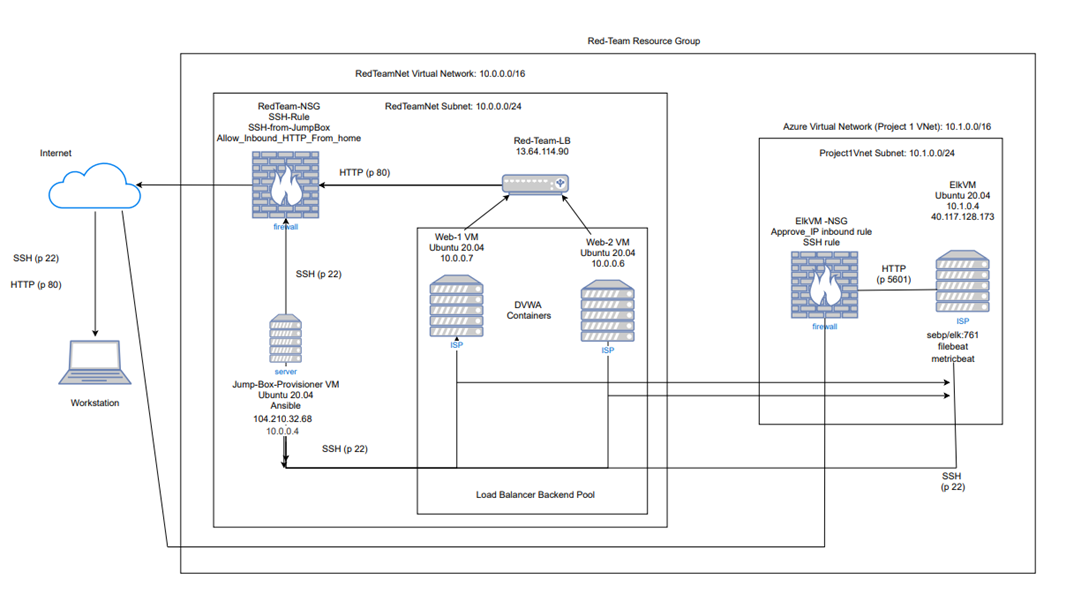 Red-Team Resource Group
RedTeamNet Virtual Network: 10.0.0.0/16
RedTeam-NSG
SSH-Rule
SSH-from-JumpBox
Allow_Inbound_HTTP_From_home
RedTeamNet Subnet: 10.0.0.0/24
Internet
firewall
HTTP (p 80)
Red-Team-LB
13.64.114.90
SSH (p 22)
HTTP (p 80)
Workstation
SSH (p 22)
server
Jump-Box-Provisioner VM
Ubuntu 20.04
Ansible
104.210.32.68
10.0.0.4
SSH (p 22)
Web-1 VM
Ubuntu 20.04
10.0.0.7
ISP
Web-2 VM
Ubuntu 20.04
10.0.0.6
ISP
DVWA
Containers
Load Balancer Backend Pool
Azure Virtual Network (Project 1 VNet): 10.1.0.0/16
Project1Vnet Subnet: 10.1.0.0/24
ElkVM -NSG
Approve_IP inbound rule
SSH rule
firewall
HTTP
(p 5601)
ElkVM
Ubuntu 20.04
10.1.0.4
40.117.128.173
ISP
sebp/elk:761
filebeat
metricbeat
SSH
(p 22)